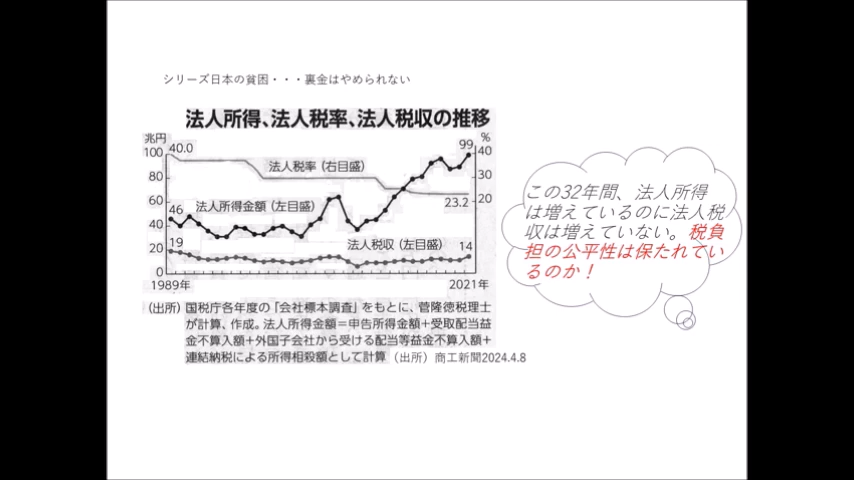 シリーズ日本の貧困・・・裏金はやめられない
法人所得、法人税率、法人税収の推移
兆円
%
100
80
60
40
20
0
40
30
20
40.0
法人税率(右目盛)
99
23.2
46
法人所得金額(左目盛)
19
法人税収(左目盛)
14
1989年
2021年
(出所)国税庁各年度の「会社標本調査」をもとに、菅隆徳税理士
が計算、作成。法人所得金額=申告所得金額+受取配当益
金不算入額+外国子会社から受ける配当等益金不算入額+
連結納税による所得相殺額として計算(出所)商工新聞2024.4.8
この32年間、法人所得
は増えているのに法人税
収は増えていない。税負
担の公平性は保たれてい
るのか!